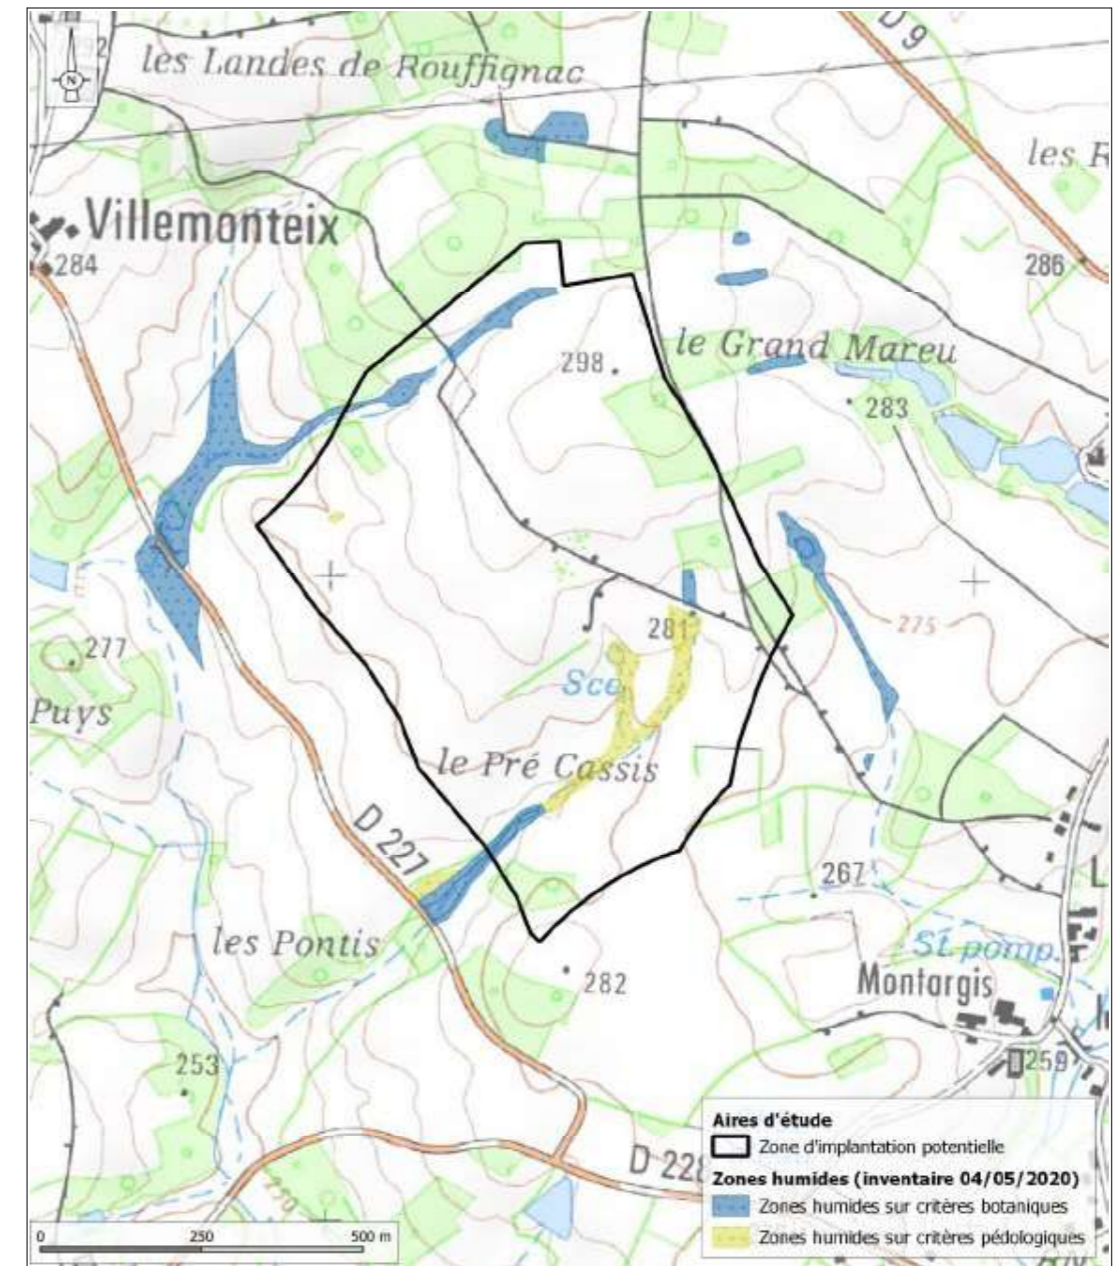 D 9
les Landes de Rouffignac
N
les R
Villemonteix
284
286
298
le Grand Mareu
283
281
275
277
Sce
Puys
le Pré Cassis
D 227
267
L
les Pontis
St pomp.
282
Montargis
253
259
D 228
250
Aires d'étude
Zone d'implantation potentielle
Zones humides (inventaire 04/05/2020)
Zones humides sur critères botaniques
Zones humides sur critères pédologiques
0 250 500 m